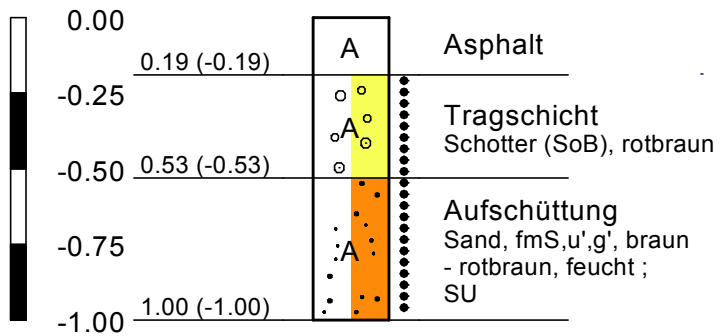 0.00
A
Asphalt
0.19 (-0.19)
-0.25
Tragschicht
A
Schotter (SoB), rotbraun
0.53 (-0.53)
-0.50
Aufschüttung
Sand, fmS,u',g', braun
-0.75
A
- rotbraun, feucht ;
SU
1.00 (-1.00)
-1.00